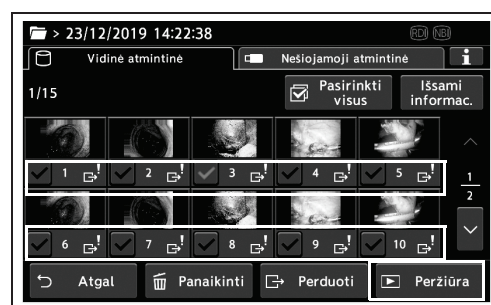 > 23/12/2019 14:22:38 RDI NBI
Vidinė atmintinė Nešiojamoji atmintinė i
1/15 Pasirinkti visus Išsami informac.
1 ! 2 ! 3 ! 4 ! 5 !
1
2
6 ! 7 ! 8 ! 9 ! 10 !
Atgal Panaikinti Perduoti Peržiūra